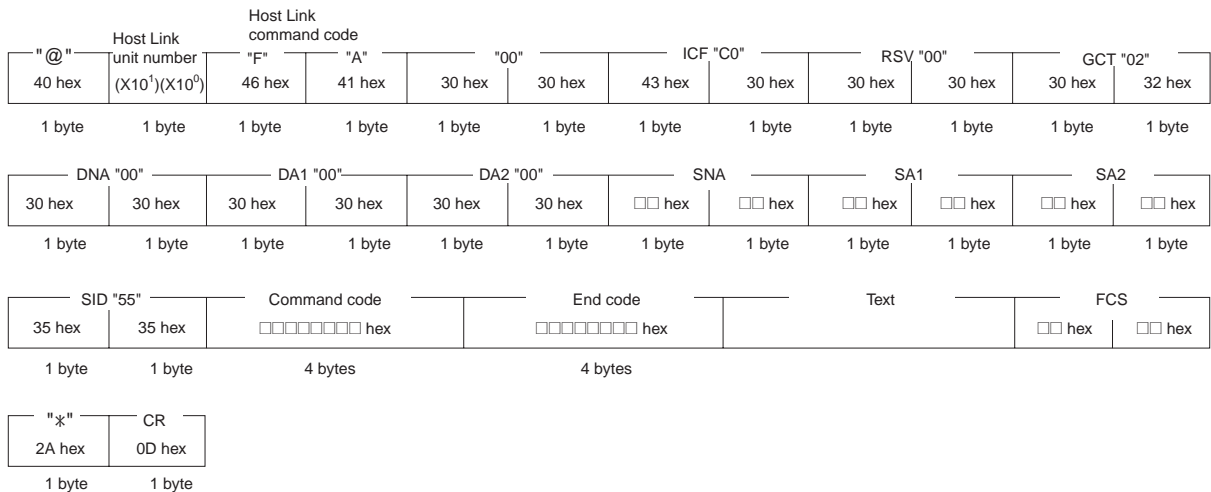 Host Link
command code
"@" Host Link unit number "F" "A" "00" ICF "C0" RSV "00" GCT "02"
40 hex (X10¹)(X10⁰) 46 hex 41 hex 30 hex 30 hex 43 hex 30 hex 30 hex 30 hex 30 hex 32 hex
1 byte 1 byte 1 byte 1 byte 1 byte 1 byte 1 byte 1 byte 1 byte 1 byte 1 byte 1 byte
DNA "00" DA1 "00" DA2 "00" SNA SA1 SA2
30 hex 30 hex 30 hex 30 hex 30 hex 30 hex □□ hex □□ hex □□ hex □□ hex □□ hex □□ hex
1 byte 1 byte 1 byte 1 byte 1 byte 1 byte 1 byte 1 byte 1 byte 1 byte 1 byte 1 byte
SID "55" Command code End code Text FCS
35 hex 35 hex □□□□□□□□ hex □□□□□□□□ hex □□ hex □□ hex
1 byte 1 byte 4 bytes 4 bytes
"*" CR
2A hex 0D hex
1 byte 1 byte